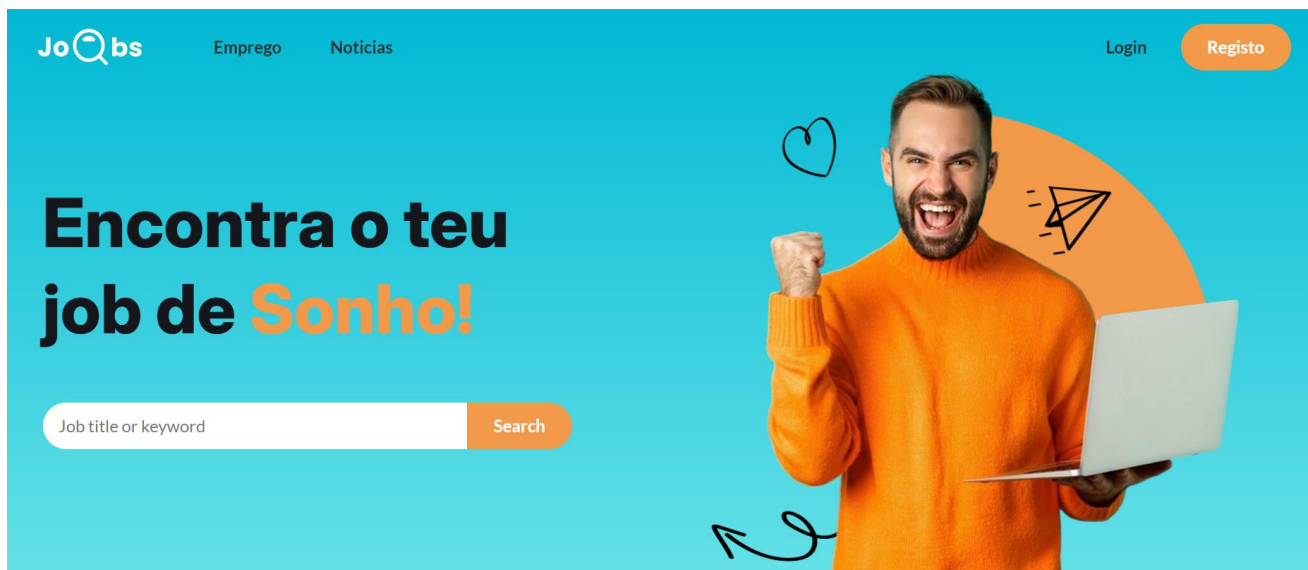 JoQbs
Emprego
Noticias
Login
Registo
Encontra o teu
job de Sonho!
Job title or keyword
Search